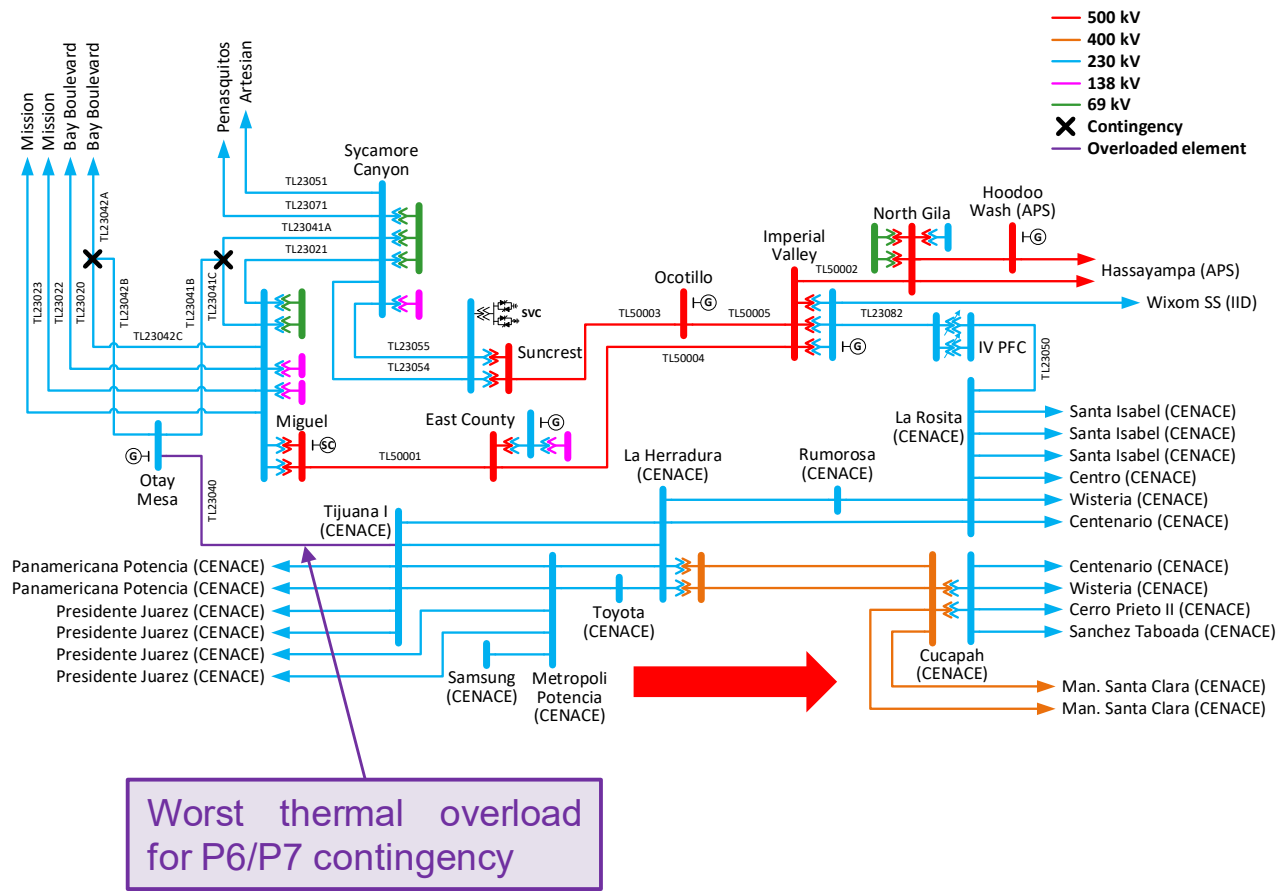 500 kV
400 kV
230 kV
138 kV
69 kV
Contingency
Overloaded element
Mission
Mission
Bay Boulevard
Bay Boulevard
Penasquitos
Artesian
TL23042A
Sycamore
Canyon
TL23051
TL23071
TL23041A
TL23021
TL23023
TL23022
TL23020
TL23042B
TL23041B
TL23041C
TL23042C
SVC
TL23055
TL23054
Suncrest
TL50003
Ocotillo
G
TL50005
TL50004
Imperial
Valley
TL50002
North Gila
Hoodoo
Wash (APS)
G
Hassayampa (APS)
Wixom SS (IID)
TL23082
G
IV PFC
TL23050
Miguel
SC
TL50001
East County
G
G
Otay
Mesa
TL23040
La Rosita
(CENACE)
Santa Isabel (CENACE)
Santa Isabel (CENACE)
Santa Isabel (CENACE)
Centro (CENACE)
Wisteria (CENACE)
Centenario (CENACE)
La Herradura
(CENACE)
Rumorosa
(CENACE)
Tijuana I
(CENACE)
Panamericana Potencia (CENACE)
Panamericana Potencia (CENACE)
Presidente Juarez (CENACE)
Presidente Juarez (CENACE)
Presidente Juarez (CENACE)
Presidente Juarez (CENACE)
Toyota
(CENACE)
Samsung
(CENACE)
Metropoli
Potencia
(CENACE)
Centenario (CENACE)
Wisteria (CENACE)
Cerro Prieto II (CENACE)
Sanchez Taboada (CENACE)
Cucapah
(CENACE)
Man. Santa Clara (CENACE)
Man. Santa Clara (CENACE)
Worst thermal overload
for P6/P7 contingency